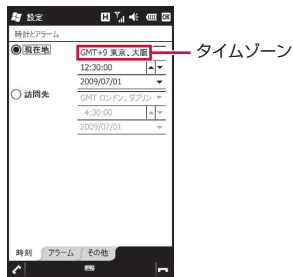 設定
時計とアラーム
現在地 GMT+9 東京、大阪
タイムゾーン
12:30:00
2009/07/01
訪問先 GMT ロンドン、ダブリン
4:30:00
2009/07/01
時刻 アラーム その他